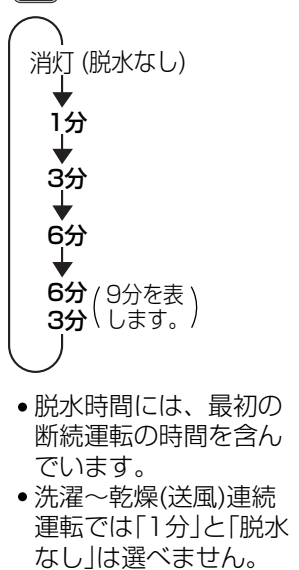 消灯 (脱水なし)
1分
3分
6分
6分 (9分を表
3分 します。)
● 脱水時間には、最初の
断続運転の時間を含ん
でいます。
● 洗濯～乾燥(送風)連続
運転では｢1分｣と｢脱水
なし｣は選べません。